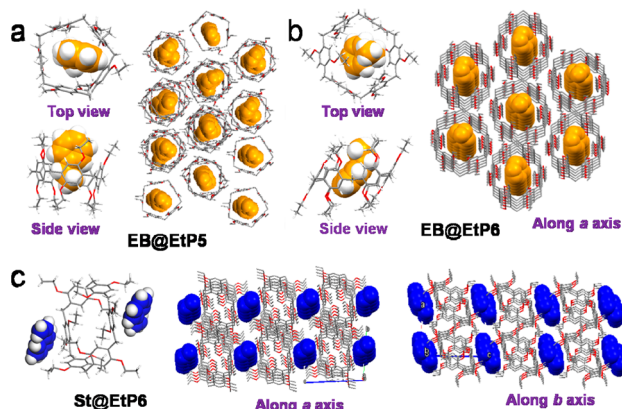 a
b
Top view
Top view
Side view
Side view
EB@EtP5
EB@EtP6
Along a axis
c
St@EtP6
Along a axis
Along b axis